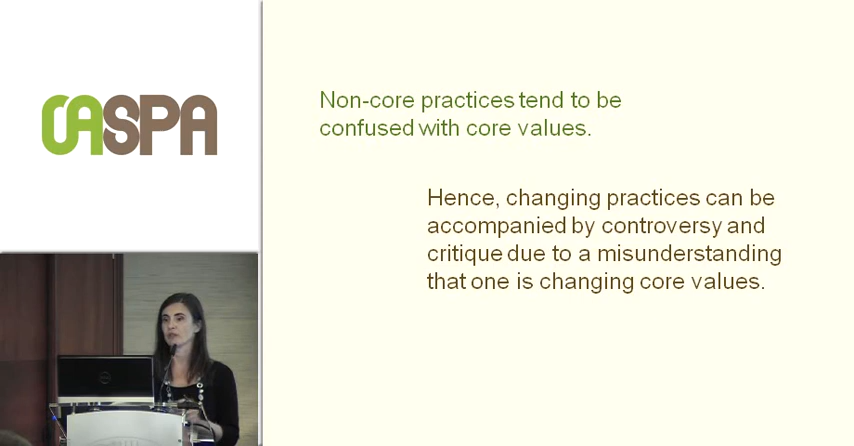 OASPA
Non-core practices tend to be
confused with core values.
Hence, changing practices can be
accompanied by controversy and
critique due to a misunderstanding
that one is changing core values.